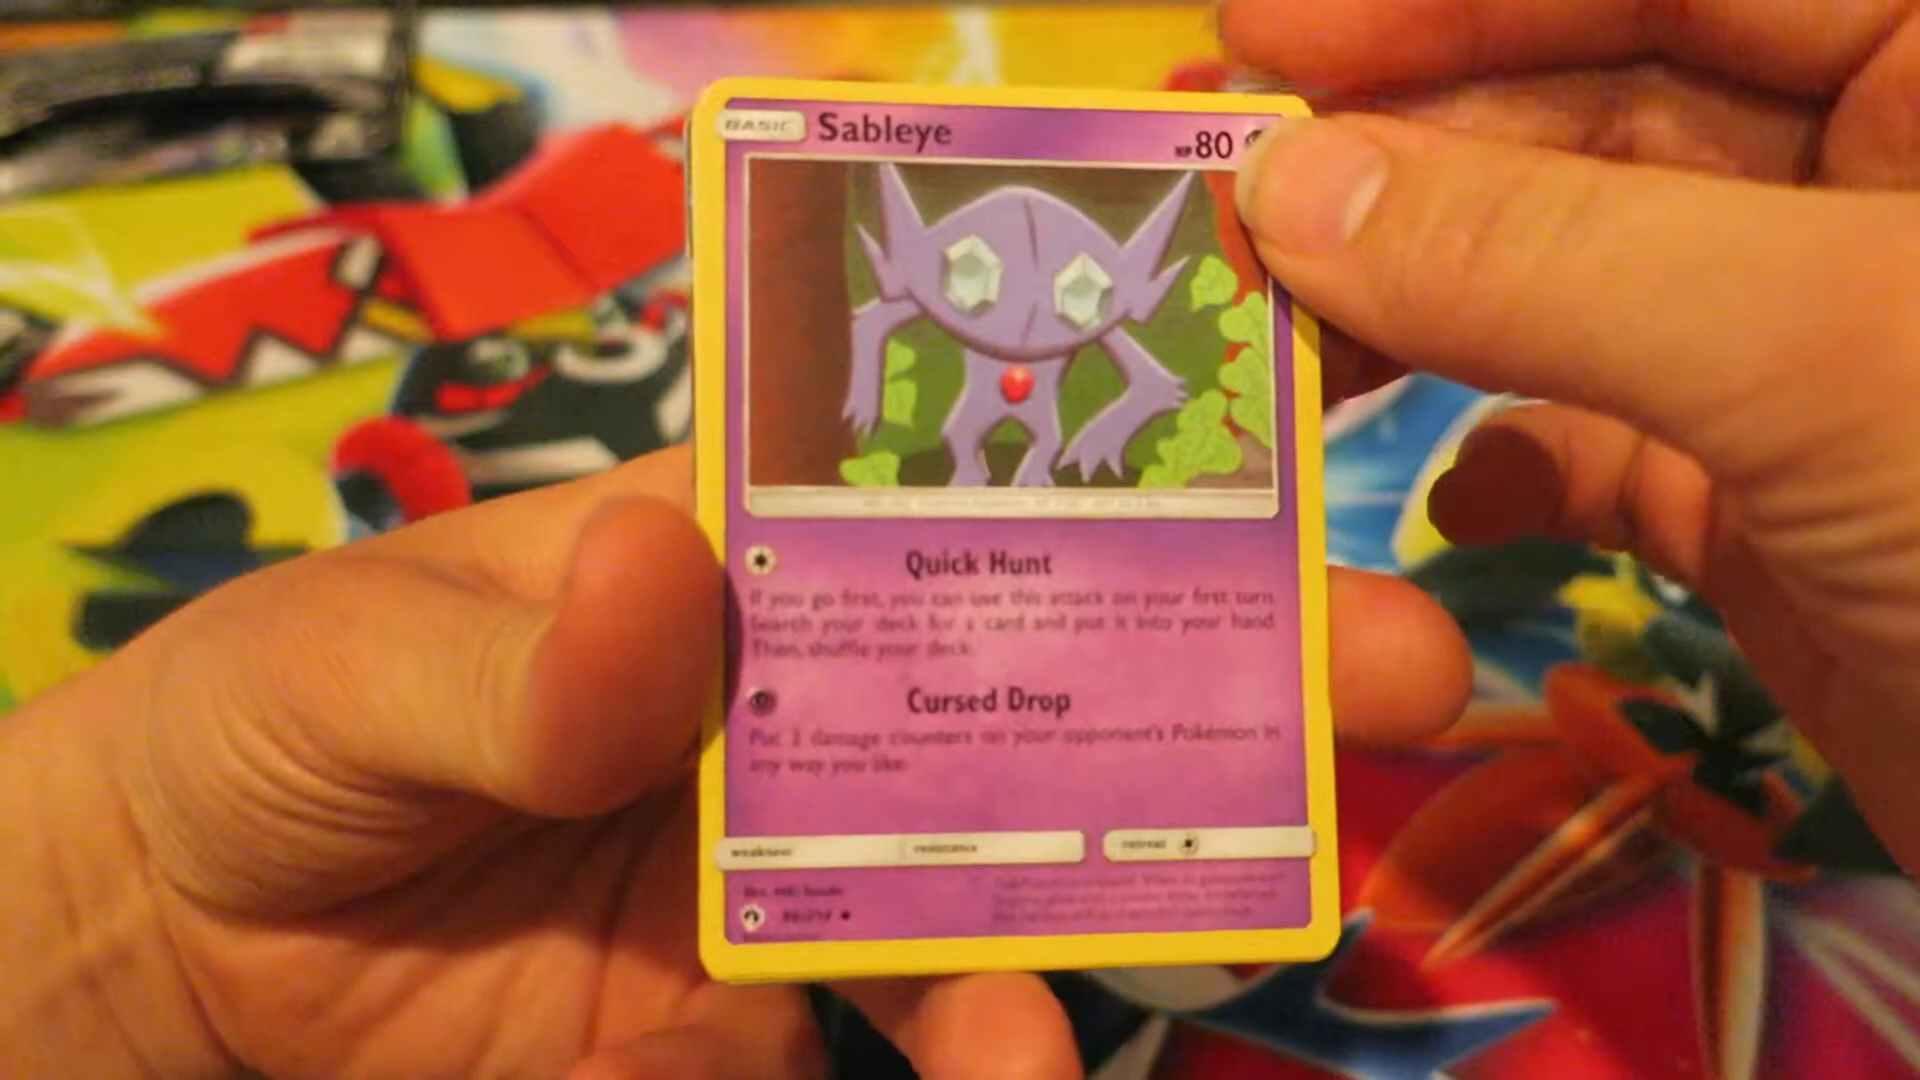 BASIC Sableye HP 80
Quick Hunt
If you go first, you can use this attack on your first turn.
Search your deck for a card and put it into your hand.
Then, shuffle your deck.
Cursed Drop
Put 3 damage counters on your opponent's Pokémon in
any way you like.
weakness resistance retreat